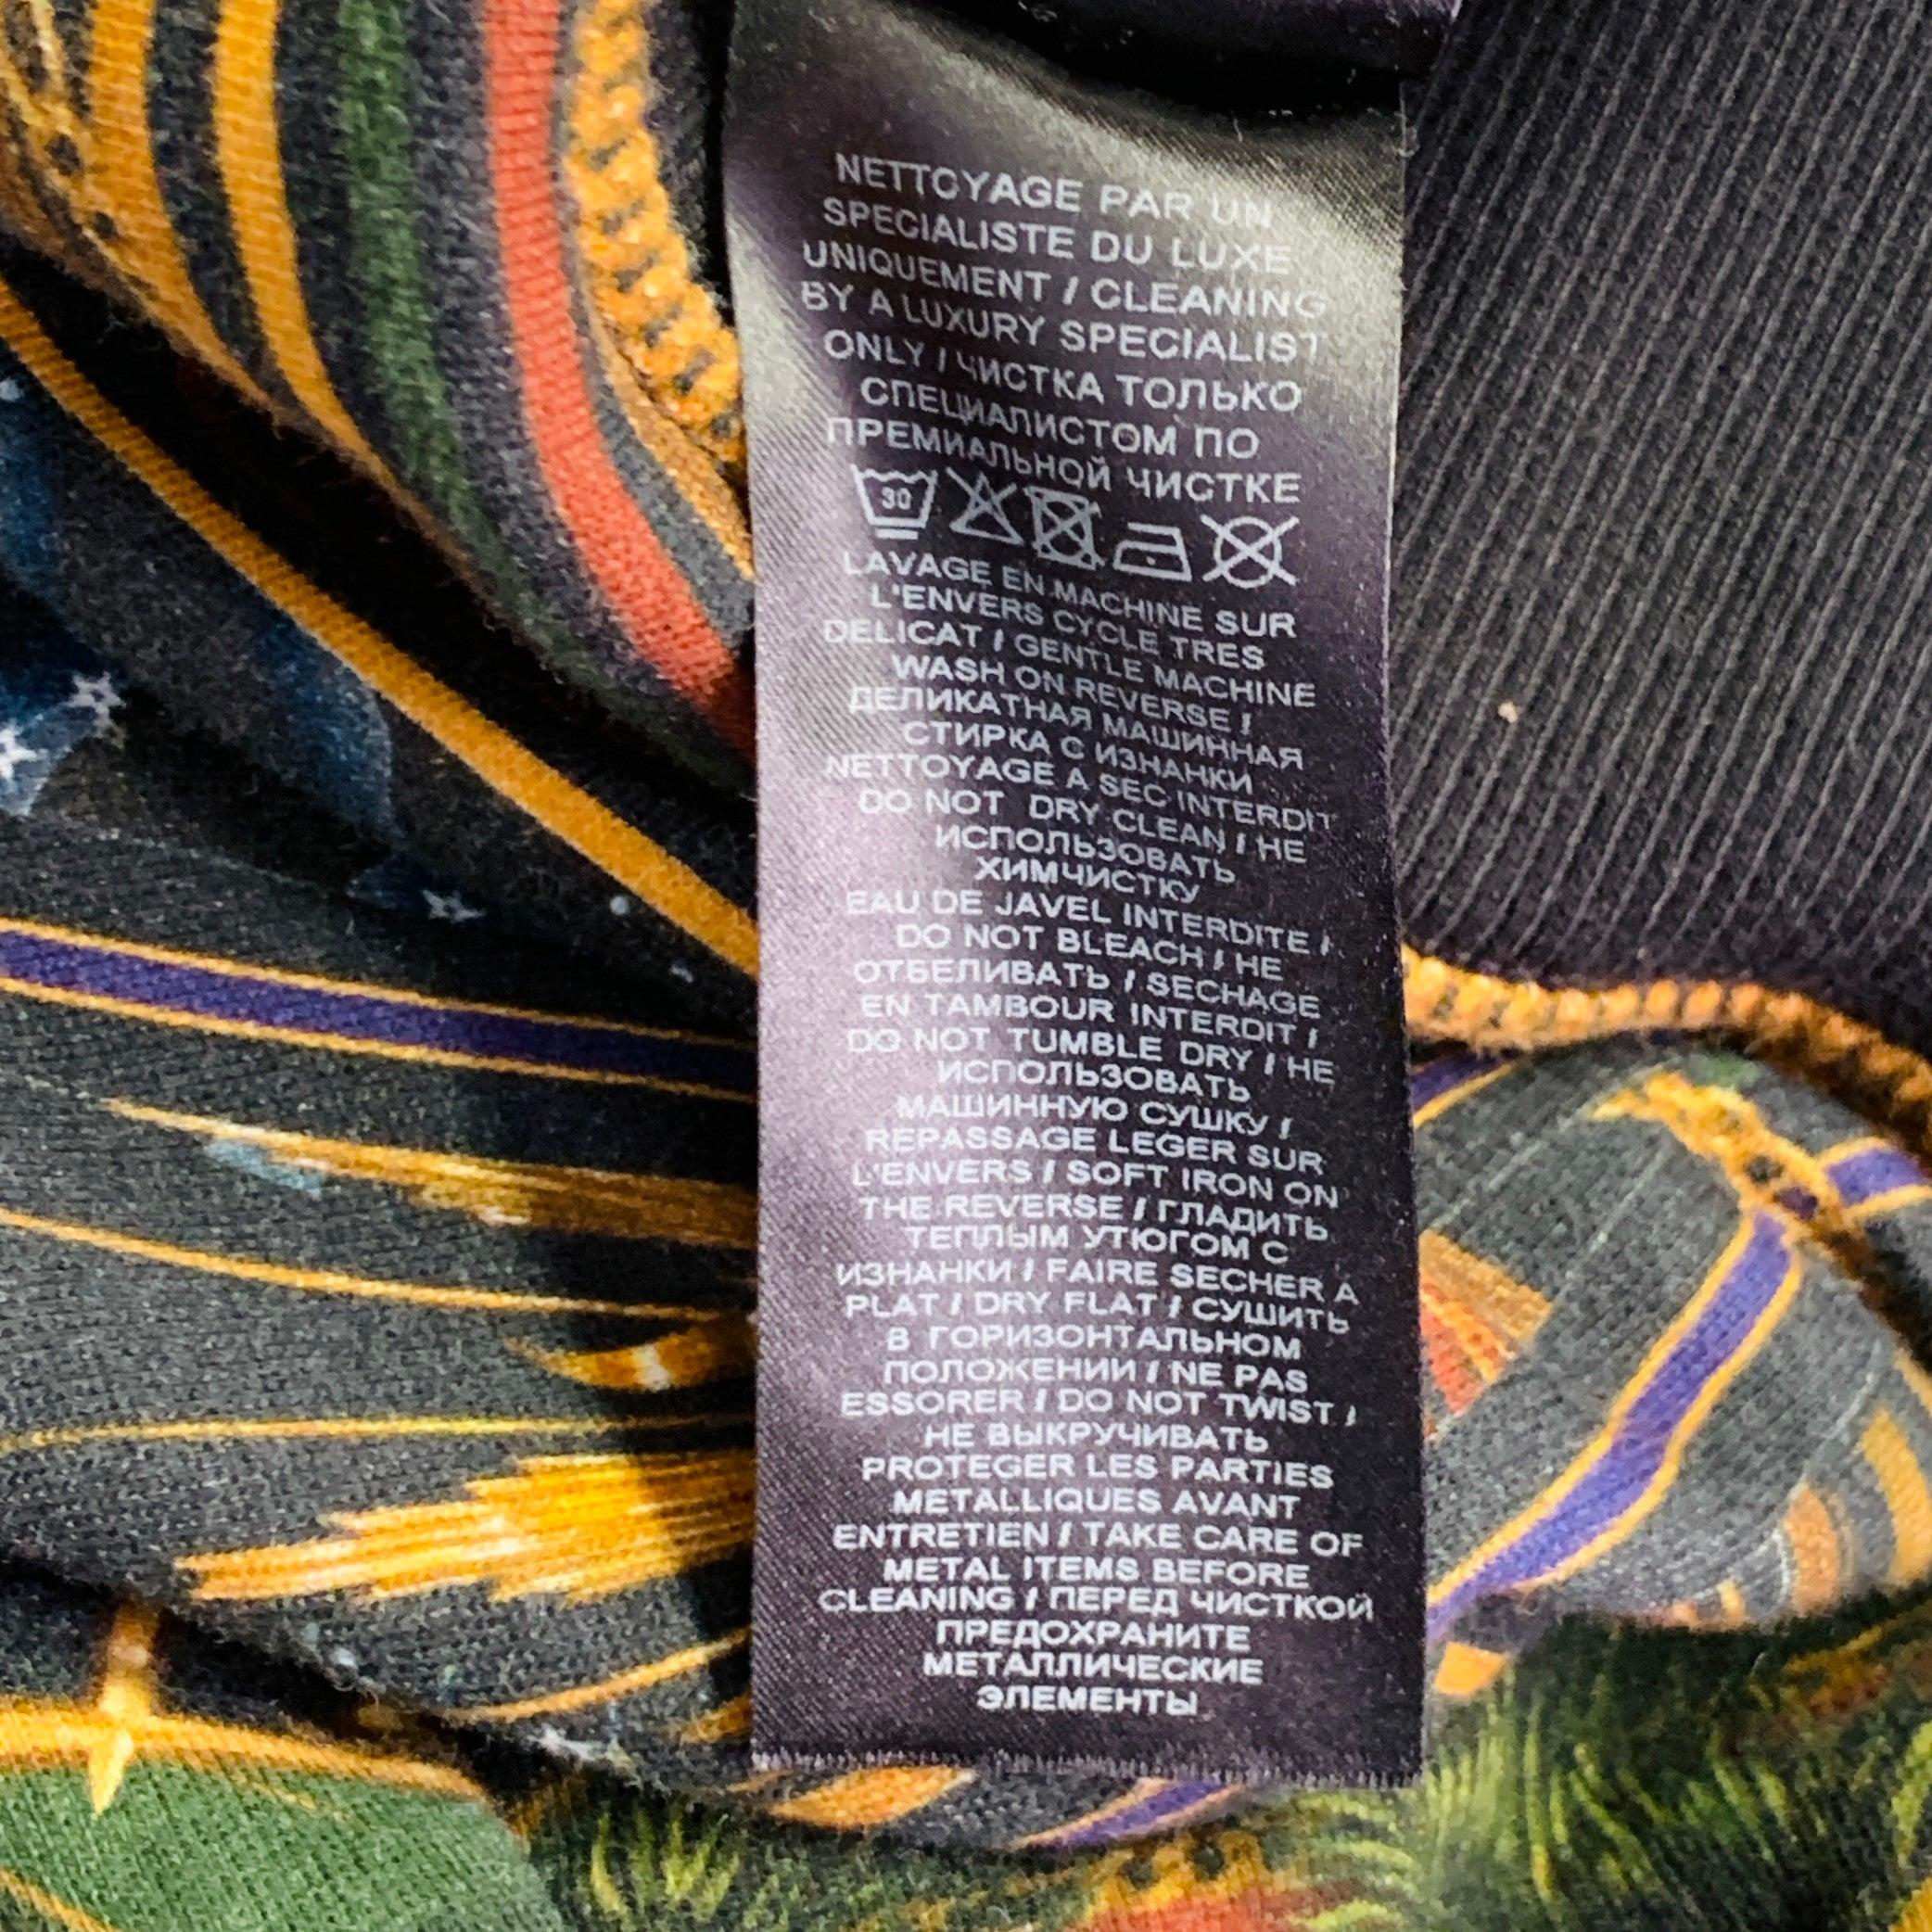 NETTOYAGE PAR UN
SPECIALISTE DU LUXE
UNIQUEMENT / CLEANING
BY A LUXURY SPECIALIST
ONLY / ЧИСТКА ТОЛЬКО
СПЕЦИАЛИСТОМ ПО
ПРЕМИАЛЬНОЙ ЧИСТКЕ
30
LAVAGE EN MACHINE SUR
L'ENVERS CYCLE TRES
DELICAT / GENTLE MACHINE
WASH ON REVERSE /
ДЕЛИКАТНАЯ МАШИННАЯ
СТИРКА С ИЗНАНКИ
NETTOYAGE A SEC INTERDIT
DO NOT DRY CLEAN / НЕ
ИСПОЛЬЗОВАТЬ
ХИМЧИСТКУ
EAU DE JAVEL INTERDITE /
DO NOT BLEACH / НЕ
ОТБЕЛИВАТЬ / SECHAGE
EN TAMBOUR INTERDIT /
DO NOT TUMBLE DRY / НЕ
ИСПОЛЬЗОВАТЬ
МАШИННУЮ СУШКУ /
REPASSAGE LEGER SUR
L'ENVERS / SOFT IRON ON
THE REVERSE / ГЛАДИТЬ
ТЕПЛЫМ УТЮГОМ С
ИЗНАНКИ / FAIRE SECHER A
PLAT / DRY FLAT / СУШИТЬ
В ГОРИЗОНТАЛЬНОМ
ПОЛОЖЕНИИ / NE PAS
ESSORER / DO NOT TWIST /
НЕ ВЫКРУЧИВАТЬ
PROTEGER LES PARTIES
METALLIQUES AVANT
ENTRETIEN / TAKE CARE OF
METAL ITEMS BEFORE
CLEANING / ПЕРЕД ЧИСТКОЙ
ПРЕДОХРАНИТЕ
МЕТАЛЛИЧЕСКИЕ
ЭЛЕМЕНТЫ